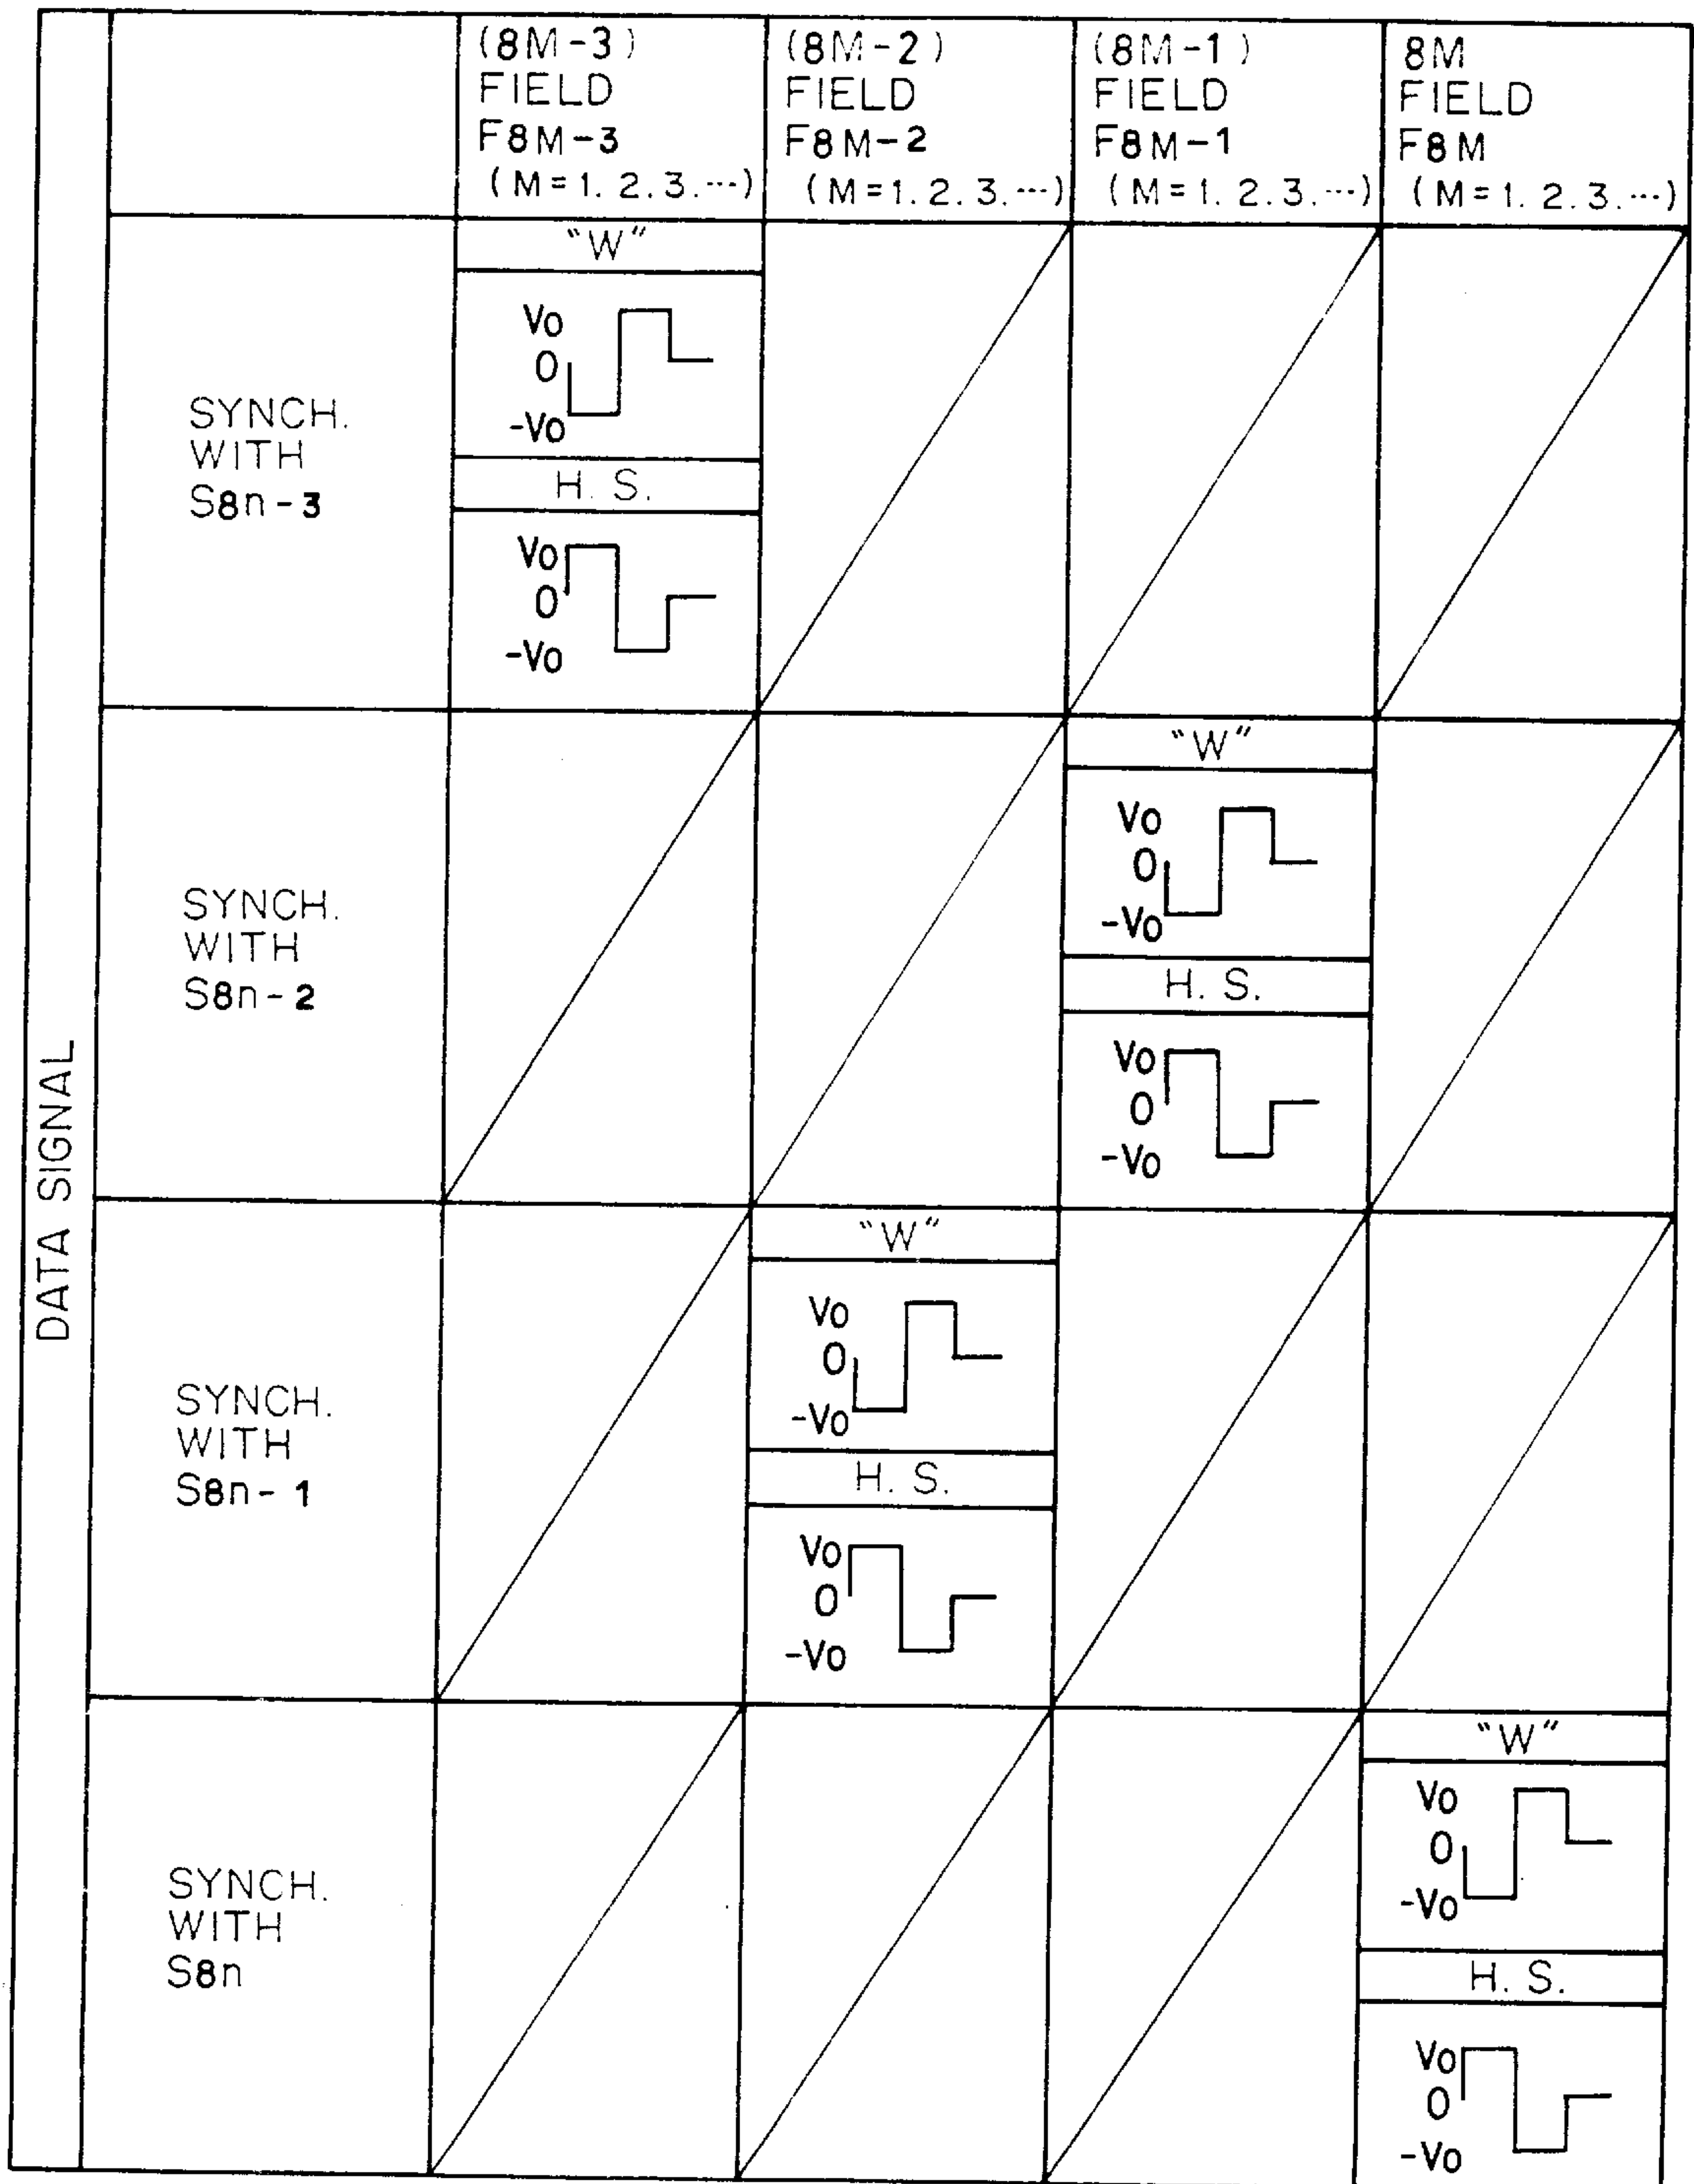 (8M-3)
FIELD
F8M-3
(M=1.2.3.…)
(8M-2)
FIELD
F8M-2
(M=1.2.3.…)
(8M-1)
FIELD
F8M-1
(M=1.2.3.…)
8M
FIELD
F8M
(M=1.2.3.…)
DATA SIGNAL
SYNCH.
WITH
S8n-3
"W"
Vo
0
-Vo
H. S.
Vo
0
-Vo
SYNCH.
WITH
S8n-2
"W"
Vo
0
-Vo
H. S.
Vo
0
-Vo
SYNCH.
WITH
S8n-1
"W"
Vo
0
-Vo
H. S.
Vo
0
-Vo
SYNCH.
WITH
S8n
"W"
Vo
0
-Vo
H. S.
Vo
0
-Vo